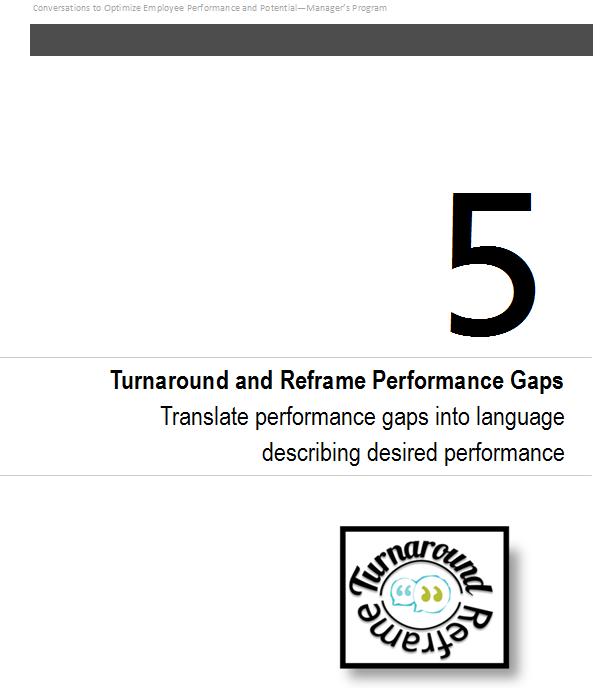 Conversations to Optimize Employee Performance and Potential—Manager's Program
5
Turnaround and Reframe Performance Gaps
Translate performance gaps into language
describing desired performance
Turnaround
Reframe